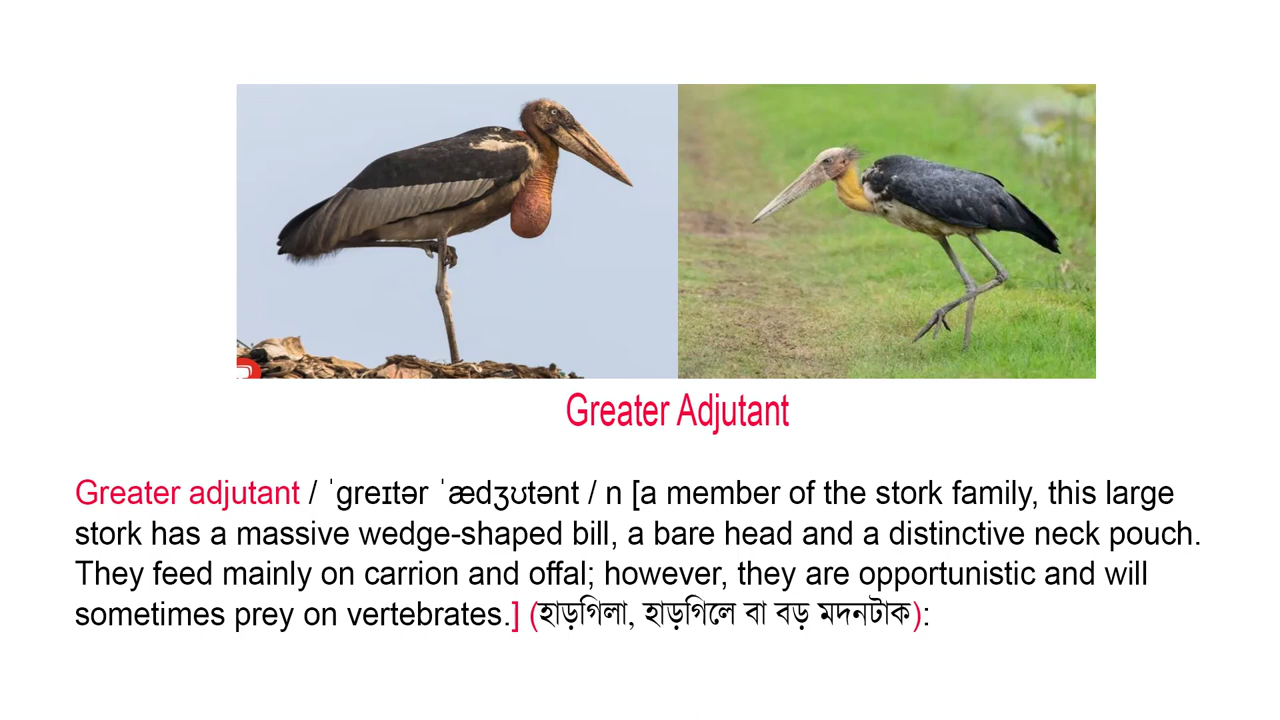 Greater Adjutant
Greater adjutant / ˈgreɪtər ˈædʒʊtənt / n [a member of the stork family, this large
stork has a massive wedge-shaped bill, a bare head and a distinctive neck pouch.
They feed mainly on carrion and offal; however, they are opportunistic and will
sometimes prey on vertebrates.] (হাড়গিলা, হাড়গিলে বা বড় মদনটাক):